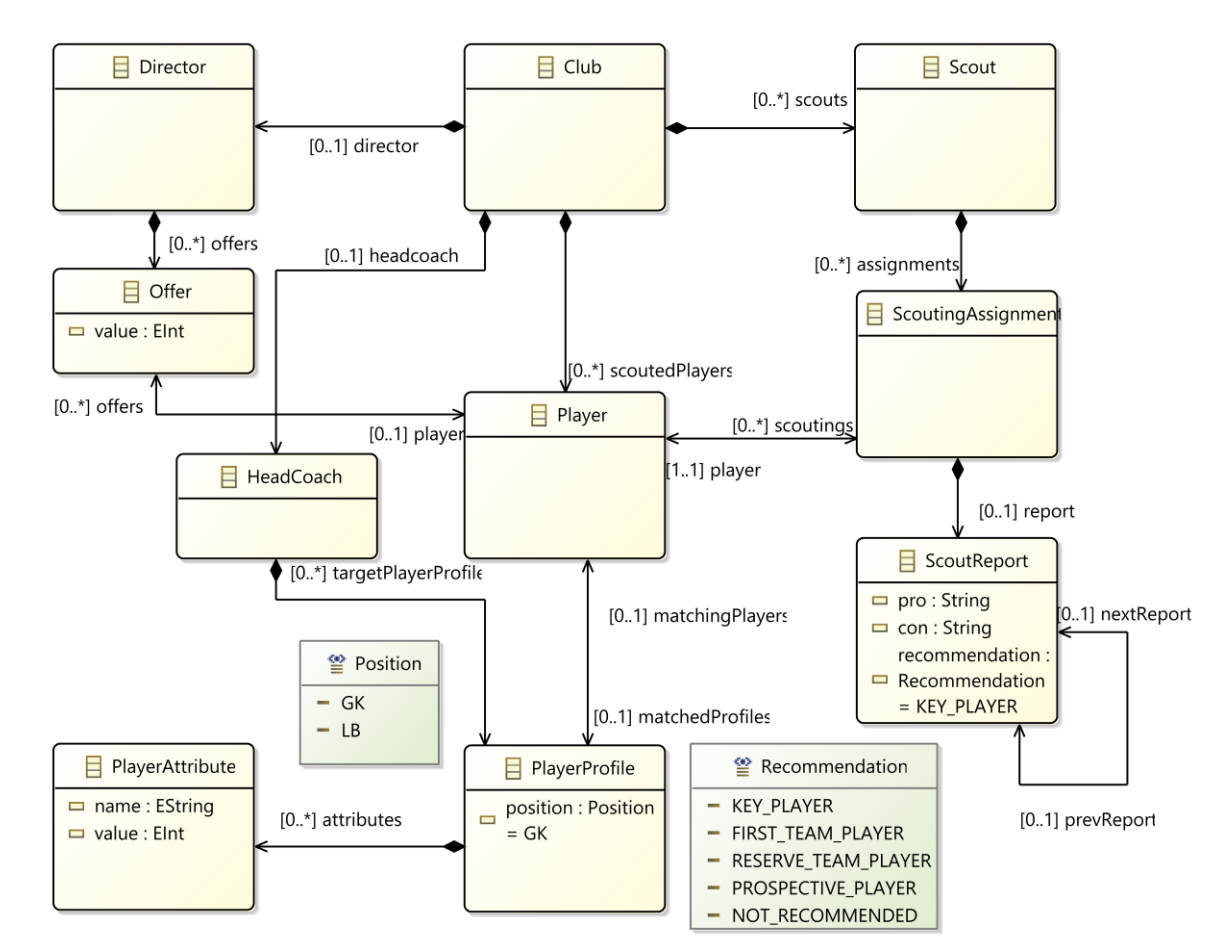 Director
Club
Scout
[0..*] scouts
[0..1] director
[0..*] offers
[0..1] headcoach
[0..*] assignments
Offer
value : EInt
ScoutingAssignment
[0..*] scoutedPlayers
[0..*] offers
[0..1] player
Player
[0..*] scoutings
[1..1] player
HeadCoach
[0..1] report
[0..*] targetPlayerProfile
ScoutReport
pro : String
con : String
recommendation :
Recommendation
= KEY_PLAYER
[0..1] nextReport
[0..1] matchingPlayers
Position
GK
LB
[0..1] matchedProfiles
PlayerAttribute
name : EString
value : EInt
[0..*] attributes
PlayerProfile
position : Position
= GK
Recommendation
KEY_PLAYER
FIRST_TEAM_PLAYER
RESERVE_TEAM_PLAYER
PROSPECTIVE_PLAYER
NOT_RECOMMENDED
[0..1] prevReport